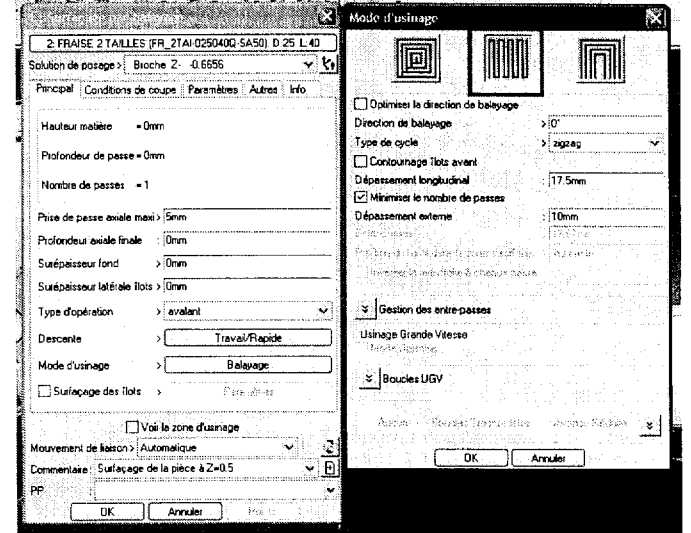 2: FRAISE 2 TAILLES (FR_2TAI-025040Q-SA50) D.25 L:40
Solution de posage > Broche Z- -0.6656
Principal Conditions de coupe Paramètres Autres Info
Hauteur matière = 0mm
Profondeur de passe = 0mm
Nombre de passes = 1
Prise de passe axiale maxi > 5mm
Profondeur axiale finale : 0mm
Surépaisseur fond > 0mm
Surépaisseur latérale îlots > 0mm
Type d'opération > avalant
Descente > Travail/Rapide
Mode d'usinage > Balayage
Surfaçage des îlots >
Voir la zone d'usinage
Mouvement de liaison > Automatique
Commentaire : Surfaçage de la pièce à Z=0.5
PP :
OK Annuler
Mode d'usinage
Optimiser la direction de balayage
Direction de balayage > 0°
Type de cycle > zigzag
Contournage îlots avant
Dépassement longitudinal : 17.5mm
Minimiser le nombre de passes
Dépassement externe : 10mm
Gestion des entre-passes
Usinage Grande Vitesse
Boucles UGV
OK Annuler